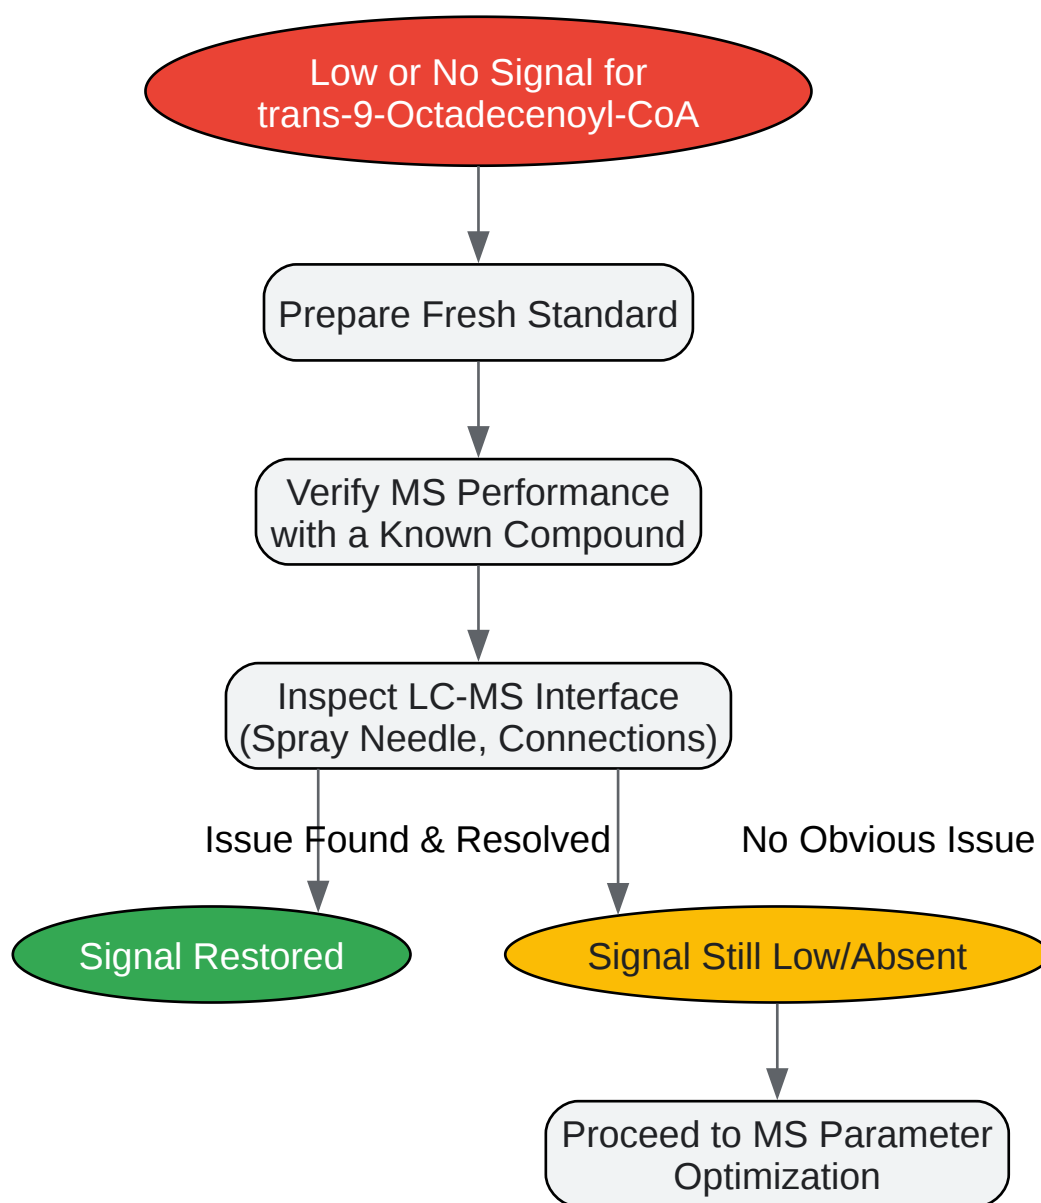 Low or No Signal for
trans-9-Octadecenoyl-CoA
Prepare Fresh Standard
Verify MS Performance
with a Known Compound
Inspect LC-MS Interface
(Spray Needle, Connections)
Issue Found & Resolved
No Obvious Issue
Signal Restored
Signal Still Low/Absent
Proceed to MS Parameter
Optimization